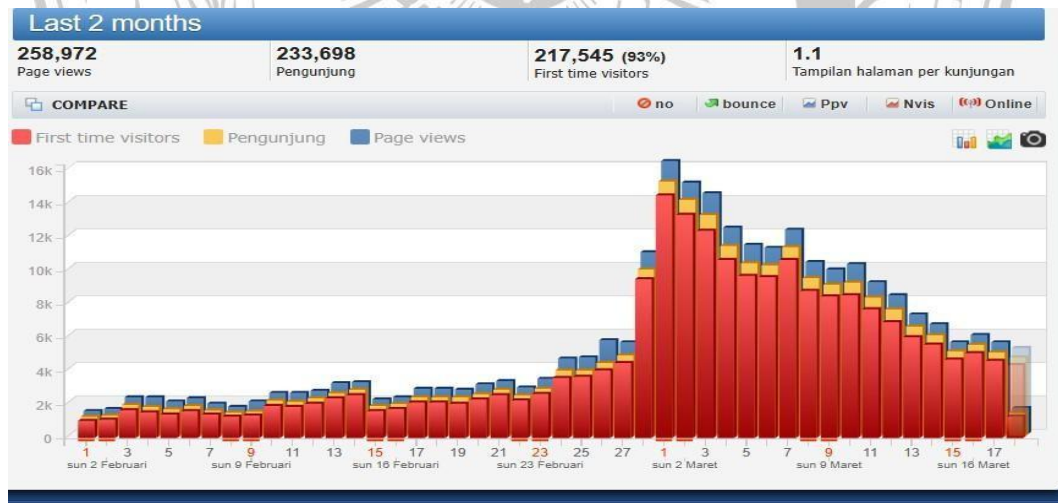 Last 2 months
258,972 233,698 217,545 (93%) 1.1
Page views Pengunjung First time visitors Tampilan halaman per kunjungan
COMPARE no bounce Ppv Nvis Online
First time visitors Pengunjung Page views
16k
14k
12k
10k
8k
6k
4k
2k
0
1 3 5 7 9 11 13 15 17 19 21 23 25 27 1 3 5 7 9 11 13 15 17
sun 2 Februari sun 9 Februari sun 16 Februari sun 23 Februari sun 2 Maret sun 9 Maret sun 16 Maret